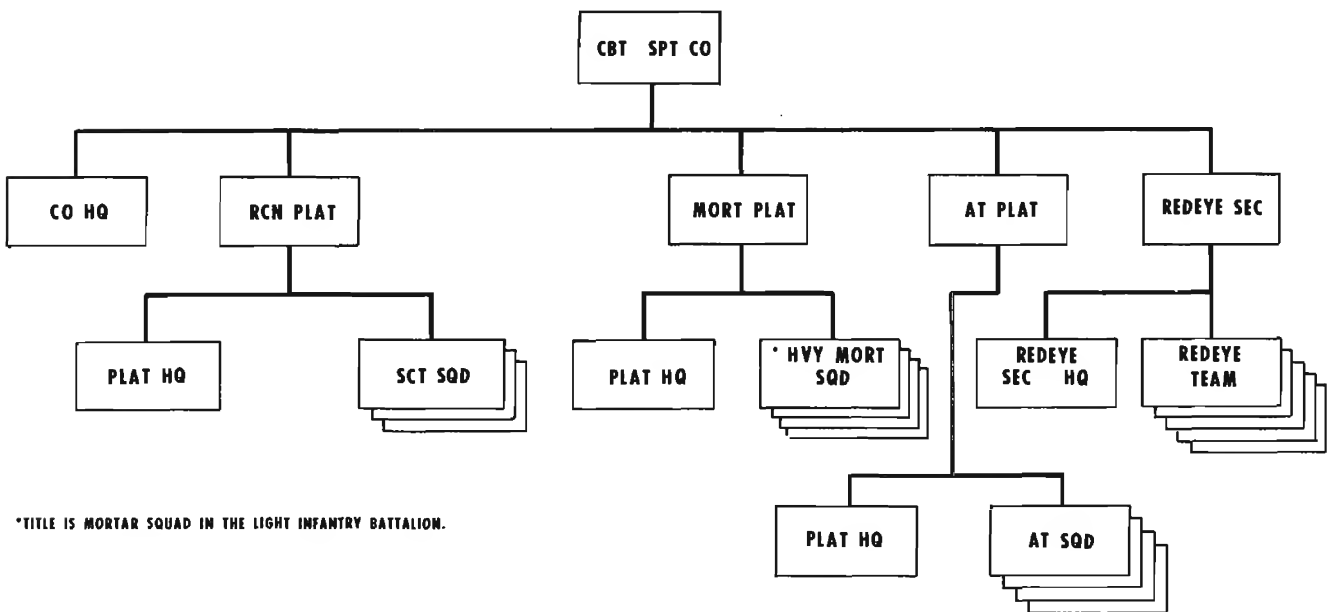 CBT SPT CO
CO HQ
RCN PLAT
MORT PLAT
AT PLAT
REDEYE SEC
PLAT HQ
SCT SQD
PLAT HQ
* HVY MORT
SQD
REDEYE
SEC HQ
REDEYE
TEAM
PLAT HQ
AT SQD
*TITLE IS MORTAR SQUAD IN THE LIGHT INFANTRY BATTALION.